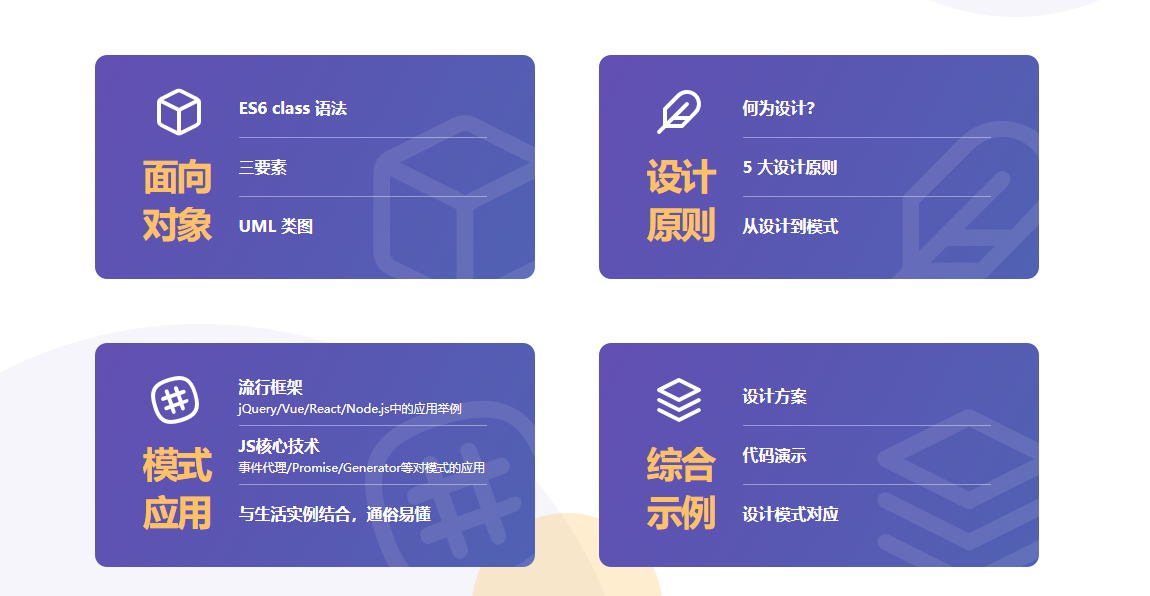 面向
对象
ES6 class 语法
三要素
UML 类图
设计
原则
何为设计?
5 大设计原则
从设计到模式
模式
应用
流行框架
jQuery/Vue/React/Node.js中的应用举例
JS核心技术
事件代理/Promise/Generator等对模式的应用
与生活实例结合，通俗易懂
综合
示例
设计方案
代码演示
设计模式对应